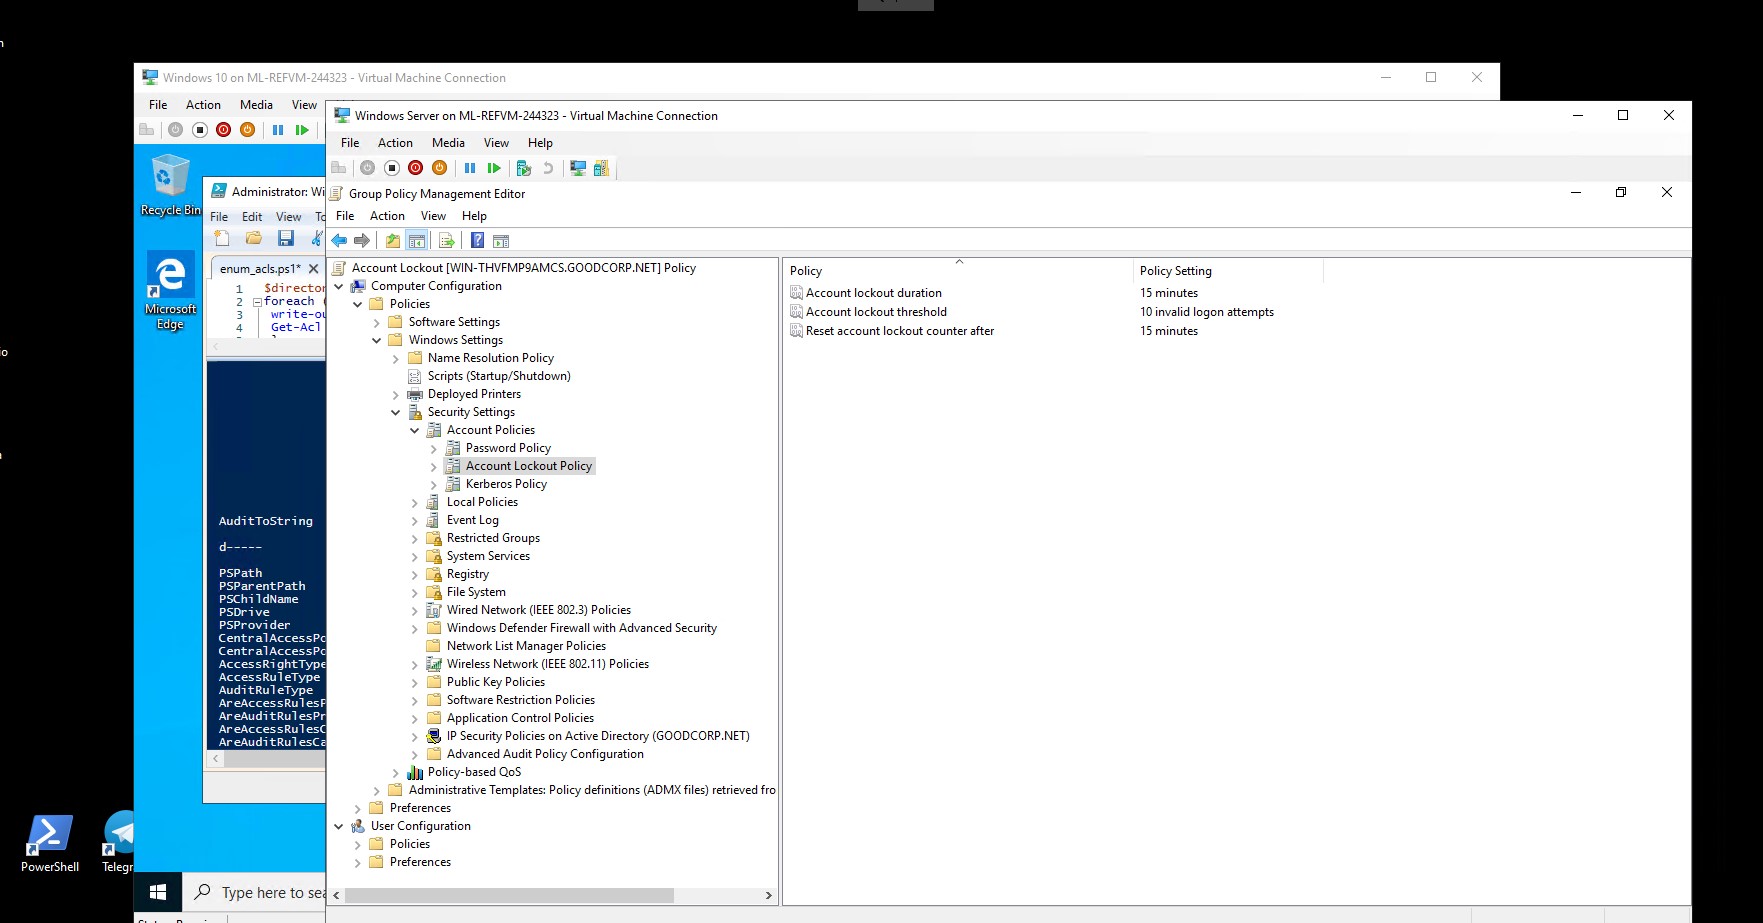 Windows 10 on ML-REFVM-244323 - Virtual Machine Connection
File Action Media View
Windows Server on ML-REFVM-244323 - Virtual Machine Connection
File Action Media View Help
Recycle Bin
Microsoft
Edge
Administrator: Wi
File Edit View To
enum_acls.ps1*
1 $director
2 foreach (
3 write-ou
4 Get-Acl
AuditToString
d-----
PSPath
PSParentPath
PSChildName
PSDrive
PSProvider
CentralAccessPo
CentralAccessPo
AccessRightType
AccessRuleType
AuditRuleType
AreAccessRulesP
AreAuditRulesPr
AreAccessRulesC
AreAuditRulesCa
Group Policy Management Editor
File Action View Help
Account Lockout [WIN-THVFMP9AMCS.GOODCORP.NET] Policy
Computer Configuration
Policies
Software Settings
Windows Settings
Name Resolution Policy
Scripts (Startup/Shutdown)
Deployed Printers
Security Settings
Account Policies
Password Policy
Account Lockout Policy
Kerberos Policy
Local Policies
Event Log
Restricted Groups
System Services
Registry
File System
Wired Network (IEEE 802.3) Policies
Windows Defender Firewall with Advanced Security
Network List Manager Policies
Wireless Network (IEEE 802.11) Policies
Public Key Policies
Software Restriction Policies
Application Control Policies
IP Security Policies on Active Directory (GOODCORP.NET)
Advanced Audit Policy Configuration
Policy-based QoS
Administrative Templates: Policy definitions (ADMX files) retrieved fro
Preferences
User Configuration
Policies
Preferences
Policy Policy Setting
Account lockout duration 15 minutes
Account lockout threshold 10 invalid logon attempts
Reset account lockout counter after 15 minutes
PowerShell
Telegr
Type here to sea